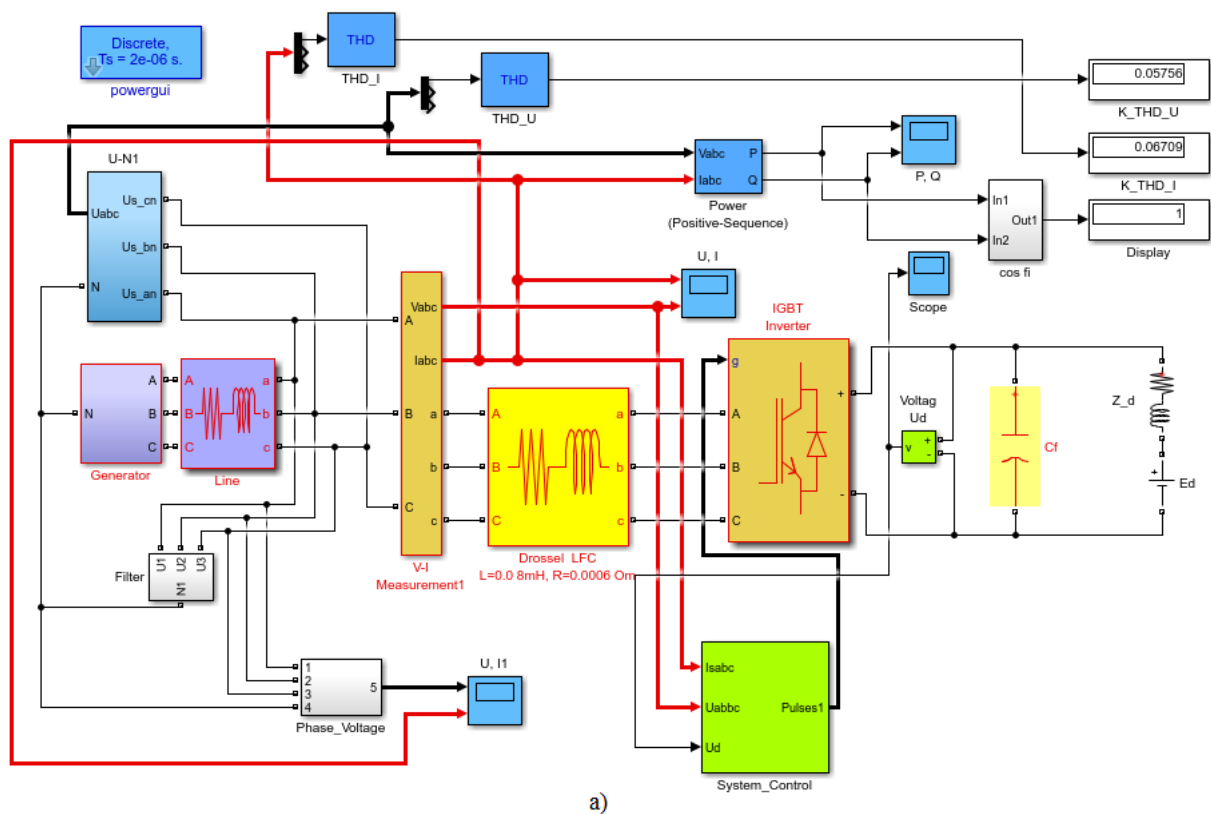 Discrete,
Ts = 2e-06 s.
powergui
THD
THD_I
THD
THD_U
0.05756
K_THD_U
0.06709
K_THD_I
1
Display
U-N1
Uabc
N
Us_cn
Us_bn
Us_an
Vabc
Iabc
P
Q
Power
(Positive-Sequence)
P, Q
In1
In2
Out1
cos fi
Scope
U, I
N
A
B
C
Generator
A
B
C
a
b
c
Line
Vabc
A
Iabc
B
a
b
C
c
V-I
Measurement1
A
B
C
a
b
c
Drossel LFC
L=0.0 8mH, R=0.0006 Om
IGBT
Inverter
g
A
B
C
+
-
Voltag
Ud
v
+
-
+
Cf
Z_d
+
Ed
Filter
U1
U2
U3
N1
1
2
3
4
5
Phase_Voltage
U, I1
Isabc
Uabbc
Ud
Pulses1
System_Control
a)